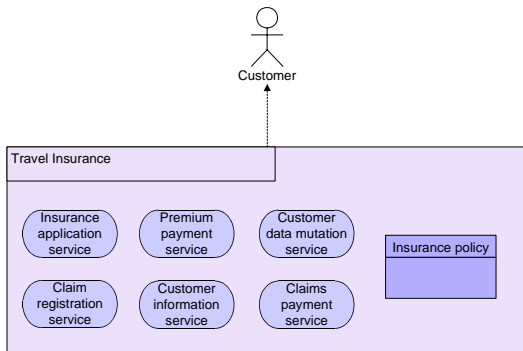 Customer
Travel Insurance
Insurance
application
service
Premium
payment
service
Customer
data mutation
service
Insurance policy
Claim
registration
service
Customer
information
service
Claims
payment
service